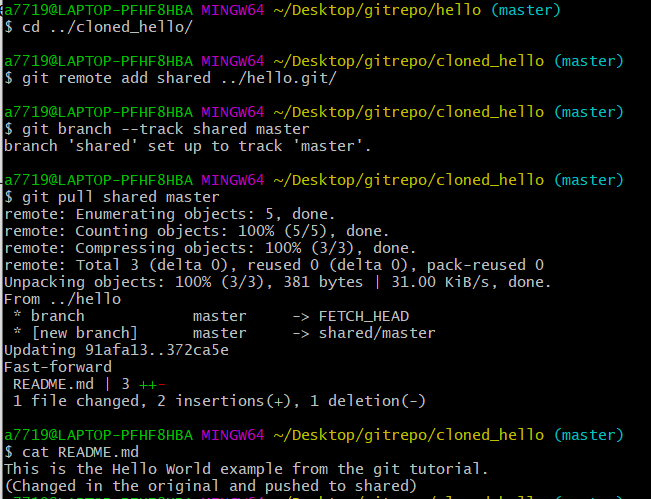 a7719@LAPTOP-PFHF8HBA MINGW64 ~/Desktop/gitrepo/hello (master)
$ cd ../cloned_hello/
a7719@LAPTOP-PFHF8HBA MINGW64 ~/Desktop/gitrepo/cloned_hello (master)
$ git remote add shared ../hello.git/
a7719@LAPTOP-PFHF8HBA MINGW64 ~/Desktop/gitrepo/cloned_hello (master)
$ git branch --track shared master
branch 'shared' set up to track 'master'.
a7719@LAPTOP-PFHF8HBA MINGW64 ~/Desktop/gitrepo/cloned_hello (master)
$ git pull shared master
remote: Enumerating objects: 5, done.
remote: Counting objects: 100% (5/5), done.
remote: Compressing objects: 100% (3/3), done.
remote: Total 3 (delta 0), reused 0 (delta 0), pack-reused 0
Unpacking objects: 100% (3/3), 381 bytes | 31.00 KiB/s, done.
From ../hello
 * branch            master     -> FETCH_HEAD
 * [new branch]      master     -> shared/master
Updating 91afa13..372ca5e
Fast-forward
 README.md | 3 ++-
 1 file changed, 2 insertions(+), 1 deletion(-)
a7719@LAPTOP-PFHF8HBA MINGW64 ~/Desktop/gitrepo/cloned_hello (master)
$ cat README.md
This is the Hello World example from the git tutorial.
(Changed in the original and pushed to shared)